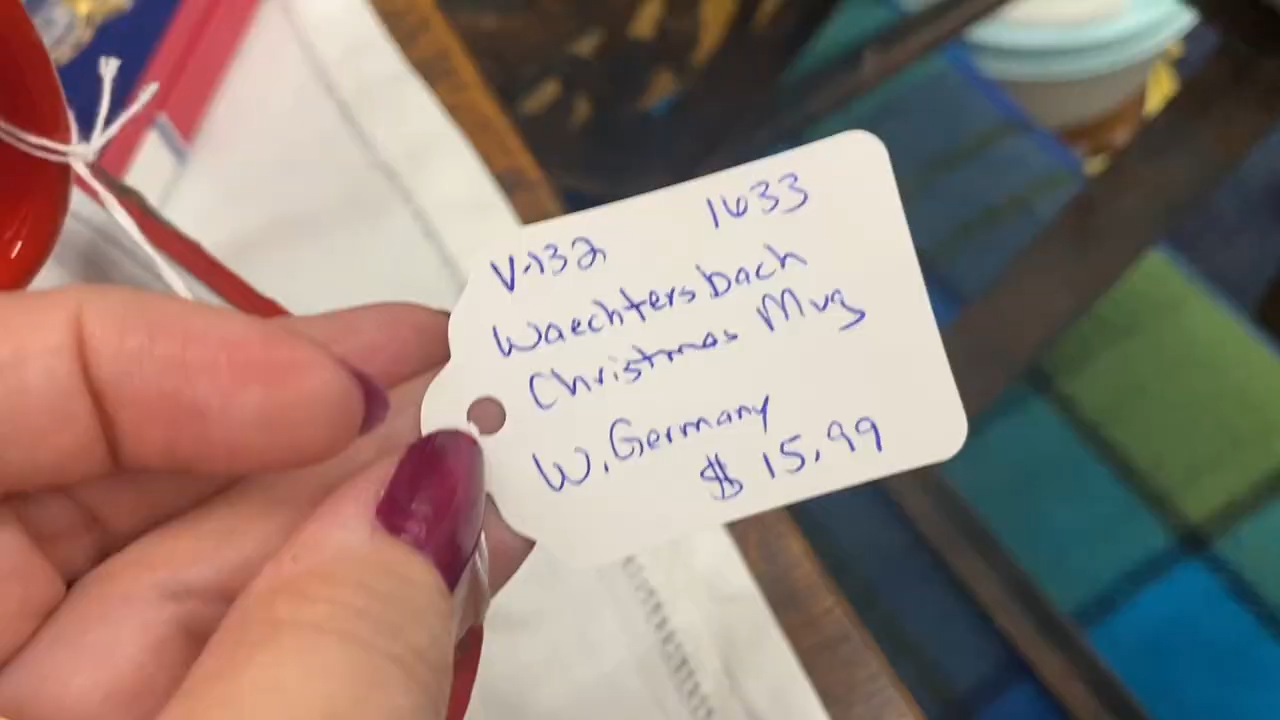 V-132 1633
Waechtersbach
Christmas Mug
W. Germany
$ 15.99